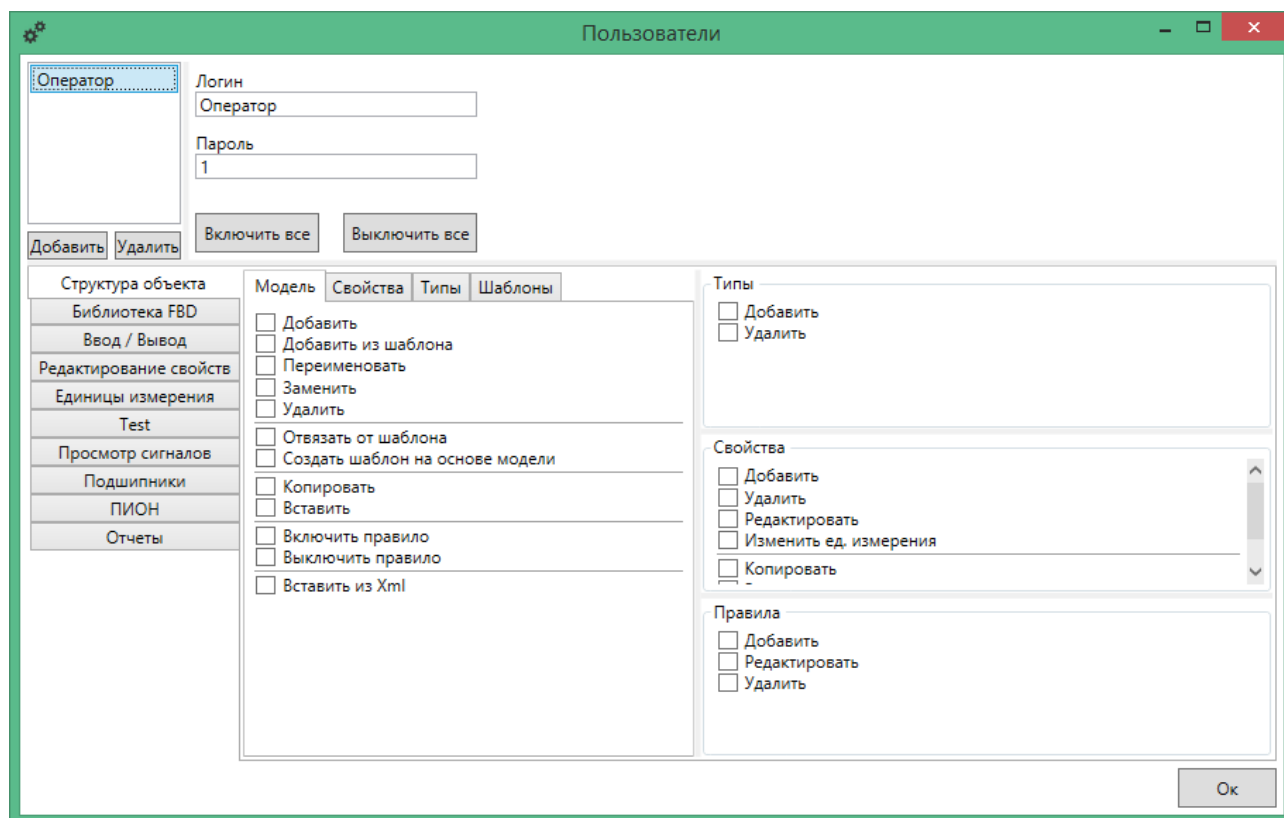 Пользователи
Оператор
Логин
Оператор
Пароль
1
Включить все
Выключить все
Добавить
Удалить
Структура объекта
Библиотека FBD
Ввод / Вывод
Редактирование свойств
Единицы измерения
Test
Просмотр сигналов
Подшипники
ПИОН
Отчеты
Модель
Свойства
Типы
Шаблоны
Добавить
Добавить из шаблона
Переименовать
Заменить
Удалить
Отвязать от шаблона
Создать шаблон на основе модели
Копировать
Вставить
Включить правило
Выключить правило
Вставить из Xml
Типы
Добавить
Удалить
Свойства
Добавить
Удалить
Редактировать
Изменить ед. измерения
Копировать
Правила
Добавить
Редактировать
Удалить
Ок